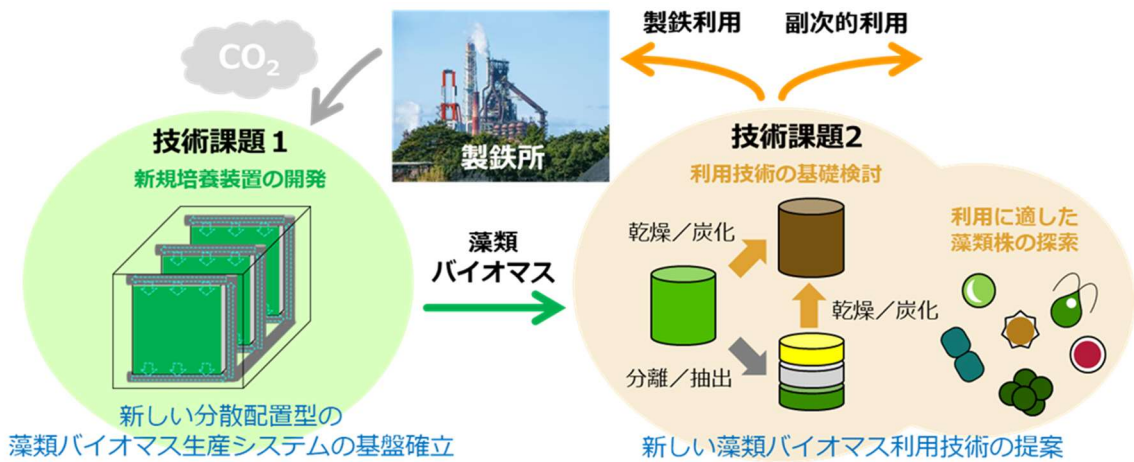 CO₂
製鉄所
製鉄利用
副次的利用
技術課題1
新規培養装置の開発
新しい分散配置型の
藻類バイオマス生産システムの基盤確立
藻類
バイオマス
技術課題2
利用技術の基礎検討
乾燥／炭化
乾燥／炭化
分離／抽出
利用に適した
藻類株の探索
新しい藻類バイオマス利用技術の提案